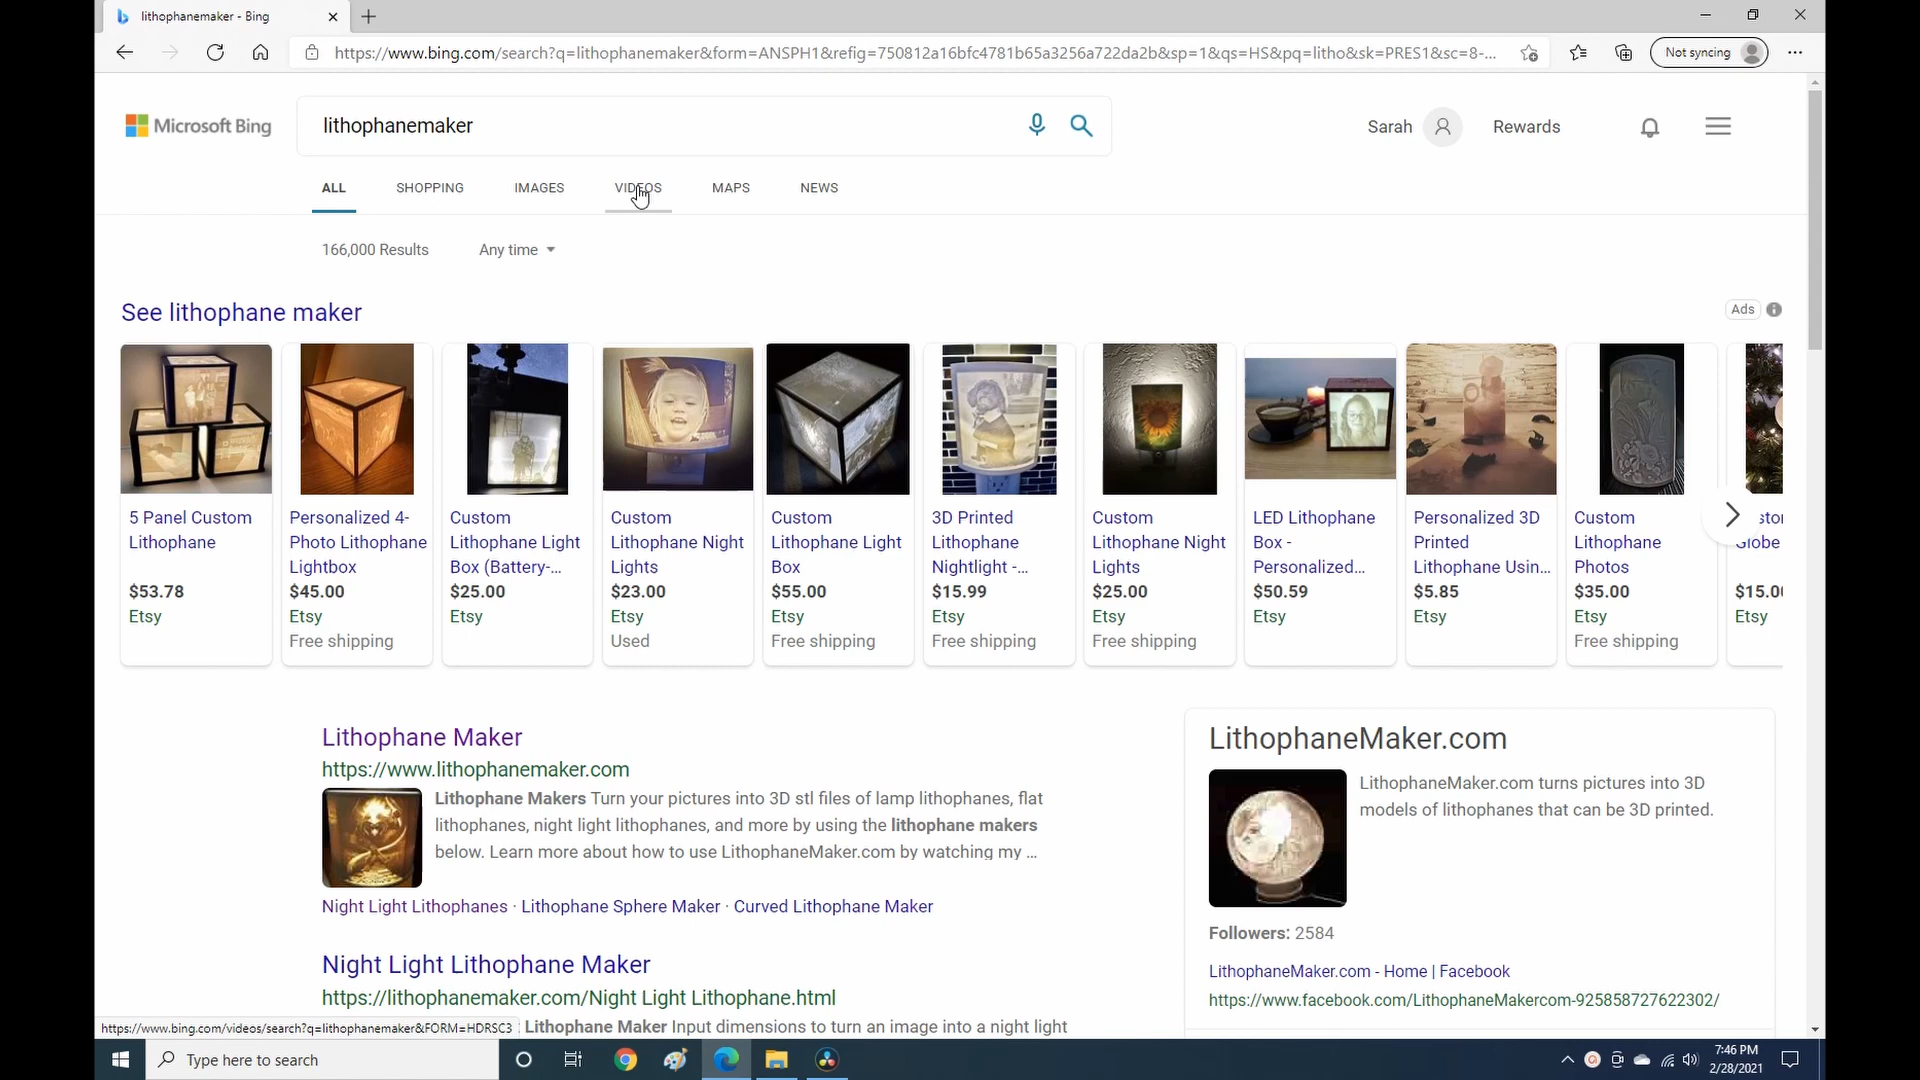 lithophanemaker - Bing
https://www.bing.com/search?q=lithophanemaker&form=ANSPH1&refig=750812a16bfc4781b65a3256a722da2b&sp=1&qs=HS&pq=litho&sk=PRES1&sc=8-...
Not syncing
Microsoft Bing
lithophanemaker
Sarah
Rewards
ALL SHOPPING IMAGES VIDEOS MAPS NEWS
166,000 Results Any time
See lithophane maker
Ads
5 Panel Custom
Lithophane
$53.78
Etsy
Personalized 4-
Photo Lithophane
Lightbox
$45.00
Etsy
Free shipping
Custom
Lithophane Light
Box (Battery-...
$25.00
Etsy
Custom
Lithophane Night
Lights
$23.00
Etsy
Used
Custom
Lithophane Light
Box
$55.00
Etsy
Free shipping
3D Printed
Lithophane
Nightlight -...
$15.99
Etsy
Free shipping
Custom
Lithophane Night
Lights
$25.00
Etsy
Free shipping
LED Lithophane
Box -
Personalized...
$50.59
Etsy
Personalized 3D
Printed
Lithophane Usin...
$5.85
Etsy
Custom
Lithophane
Photos
$35.00
Etsy
Free shipping
Globe
$15.00
Etsy
Lithophane Maker
https://www.lithophanemaker.com
Lithophane Makers Turn your pictures into 3D stl files of lamp lithophanes, flat
lithophanes, night light lithophanes, and more by using the lithophane makers
below. Learn more about how to use LithophaneMaker.com by watching my ...
Night Light Lithophanes · Lithophane Sphere Maker · Curved Lithophane Maker
Night Light Lithophane Maker
https://lithophanemaker.com/Night Light Lithophane.html
Lithophane Maker Input dimensions to turn an image into a night light
LithophaneMaker.com
LithophaneMaker.com turns pictures into 3D
models of lithophanes that can be 3D printed.
Followers: 2584
LithophaneMaker.com - Home | Facebook
https://www.facebook.com/LithophaneMakercom-925858727622302/
https://www.bing.com/videos/search?q=lithophanemaker&FORM=HDRSC3
Type here to search
7:46 PM
2/28/2021